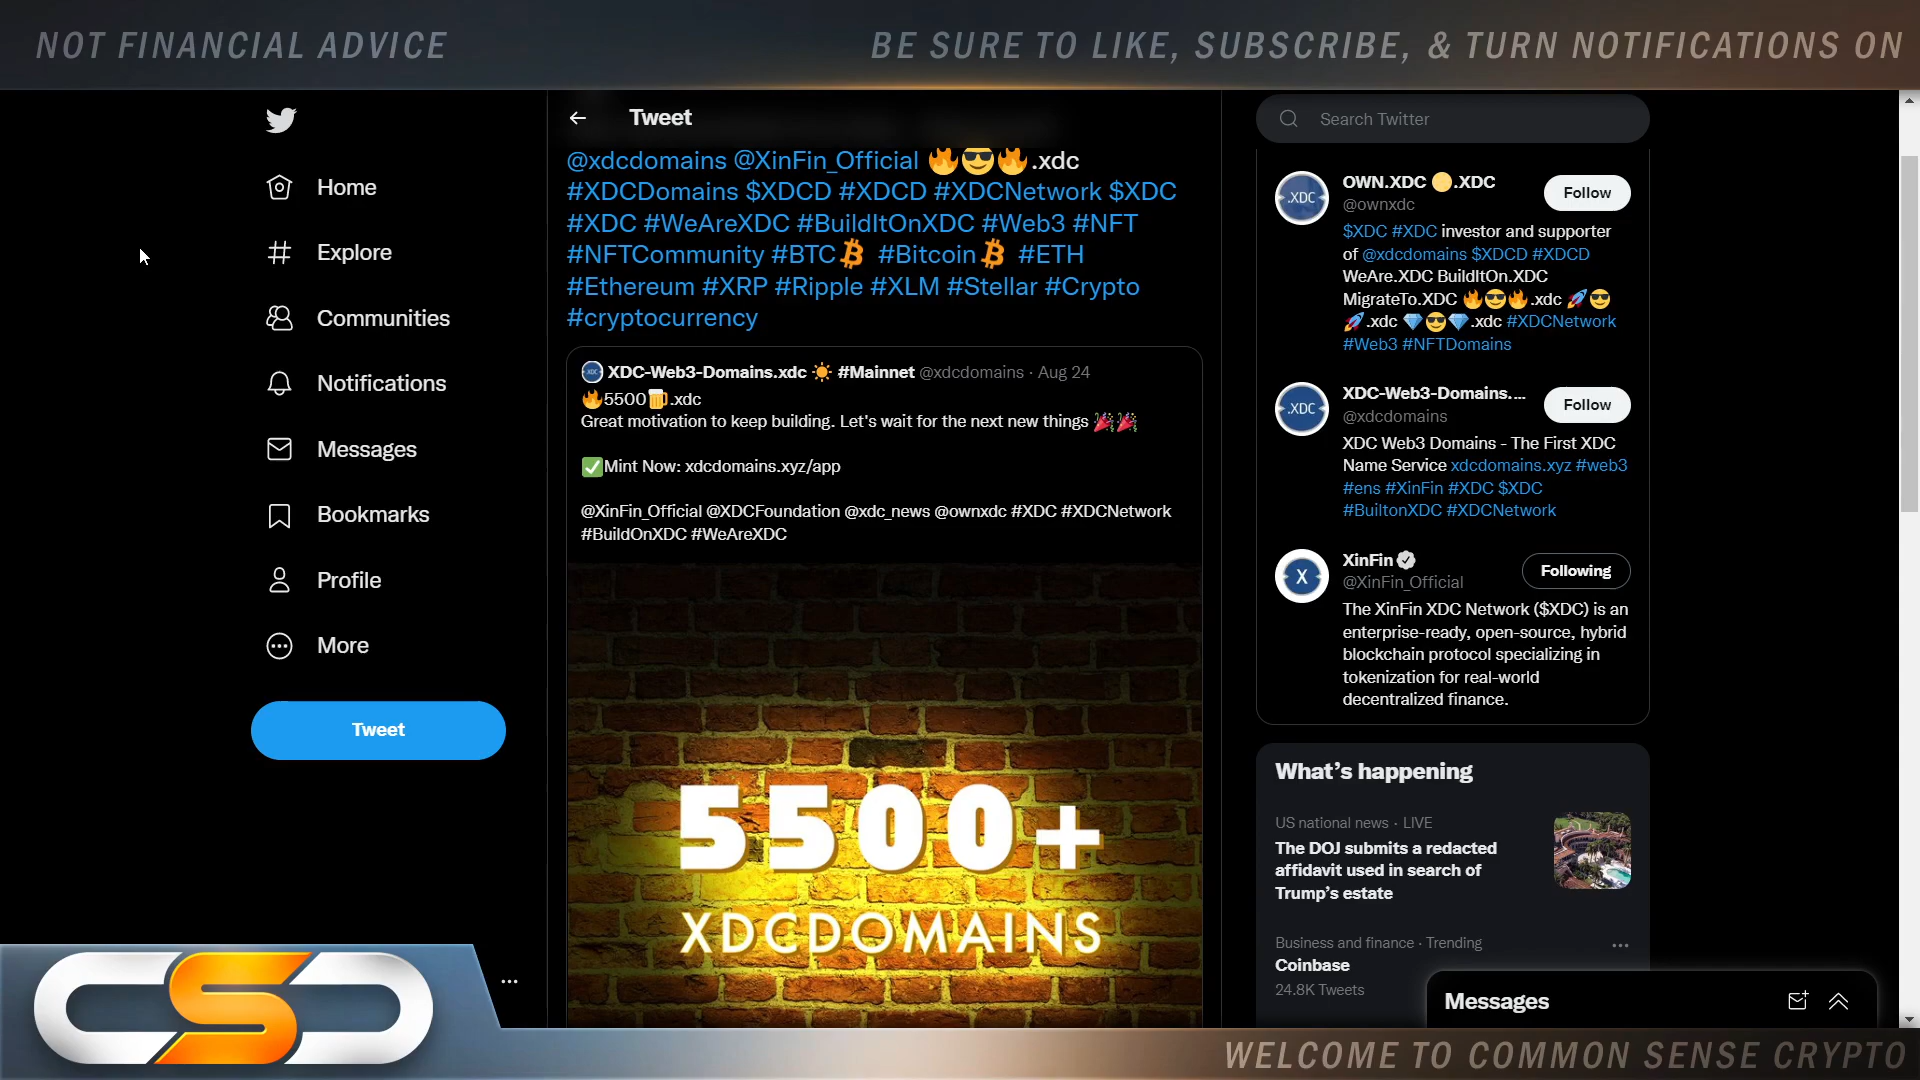 NOT FINANCIAL ADVICE
BE SURE TO LIKE, SUBSCRIBE, & TURN NOTIFICATIONS ON
Home
Explore
Communities
Notifications
Messages
Bookmarks
Profile
More
Tweet
Tweet
@xdcdomains @XinFin_Official 🔥😎🔥.xdc
#XDCDomains $XDCD #XDCD #XDCNetwork $XDC
#XDC #WeAreXDC #BuildItOnXDC #Web3 #NFT
#NFTCommunity #BTC #Bitcoin #ETH
#Ethereum #XRP #Ripple #XLM #Stellar #Crypto
#cryptocurrency
XDC-Web3-Domains.xdc ☀️ #Mainnet @xdcdomains · Aug 24
🔥5500🍺.xdc
Great motivation to keep building. Let's wait for the next new things 🎉🎉
✅Mint Now: xdcdomains.xyz/app
@XinFin_Official @XDCFoundation @xdc_news @ownxdc #XDC #XDCNetwork
#BuildOnXDC #WeAreXDC
5500+
XDCDOMAINS
Search Twitter
.XDC
OWN.XDC 🟡.XDC
Follow
@ownxdc
$XDC #XDC investor and supporter
of @xdcdomains $XDCD #XDCD
WeAre.XDC BuildItOn.XDC
MigrateTo.XDC 🔥😎🔥.xdc 🚀😎
🚀.xdc 💎😎💎.xdc #XDCNetwork
#Web3 #NFTDomains
.XDC
XDC-Web3-Domains....
Follow
@xdcdomains
XDC Web3 Domains - The First XDC
Name Service xdcdomains.xyz #web3
#ens #XinFin #XDC $XDC
#BuiltonXDC #XDCNetwork
X
XinFin
Following
@XinFin_Official
The XinFin XDC Network ($XDC) is an
enterprise-ready, open-source, hybrid
blockchain protocol specializing in
tokenization for real-world
decentralized finance.
What's happening
US national news · LIVE
The DOJ submits a redacted
affidavit used in search of
Trump's estate
Business and finance · Trending
Coinbase
24.8K Tweets
Messages
CSC
WELCOME TO COMMON SENSE CRYPTO